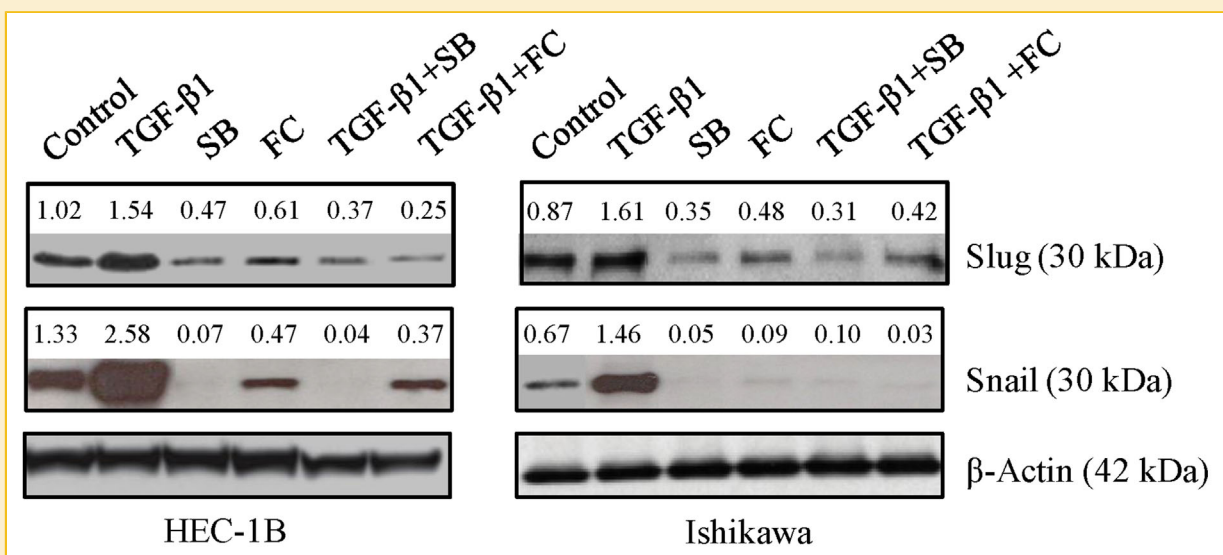 Control TGF-β1 SB FC TGF-β1+SB TGF-β1+FC
Control TGF-β1 SB FC TGF-β1+SB TGF-β1 +FC
1.02 1.54 0.47 0.61 0.37 0.25
0.87 1.61 0.35 0.48 0.31 0.42
Slug (30 kDa)
1.33 2.58 0.07 0.47 0.04 0.37
0.67 1.46 0.05 0.09 0.10 0.03
Snail (30 kDa)
β-Actin (42 kDa)
HEC-1B
Ishikawa